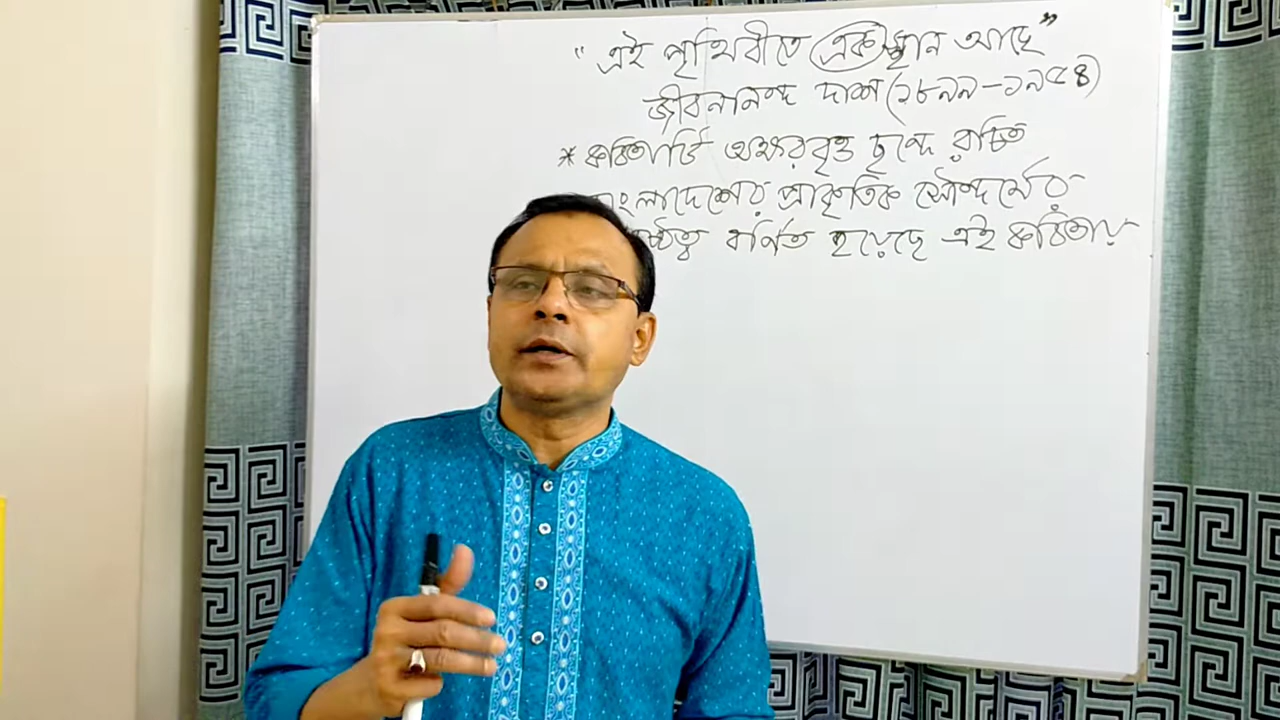 "এই পৃথিবীতে এক স্থান আছে"
জীবনানন্দ দাশ (১৮৯৯-১৯৫৪)
* কবিতাটি অক্ষরবৃত্ত ছন্দে রচিত
বাংলাদেশের প্রাকৃতিক সৌন্দর্যের
বর্ণিত হয়েছে এই কবিতায়